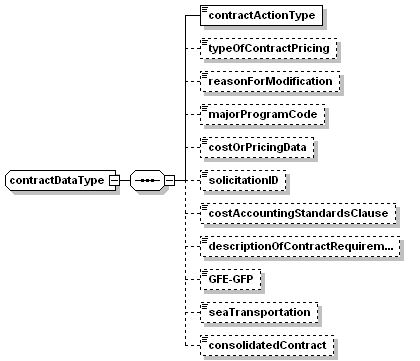 contractActionType
typeOfContractPricing
reasonForModification
majorProgramCode
costOrPricingData
contractDataType
solicitationID
costAccountingStandardsClause
descriptionOfContractRequirem...
GFE-GFP
seaTransportation
consolidatedContract